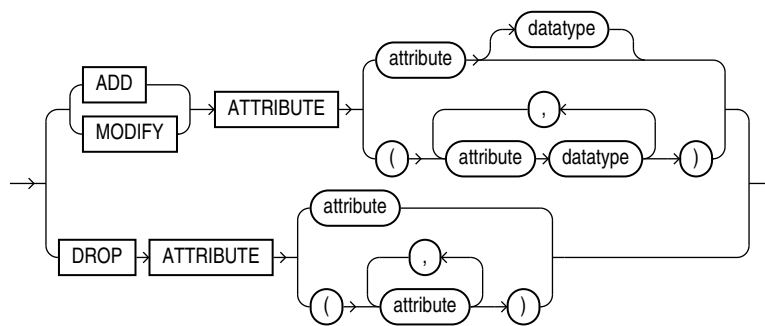 datatype
ADD
attribute
ATTRIBUTE
MODIFY
,
( attribute datatype )
attribute
DROP ATTRIBUTE
,
( attribute )